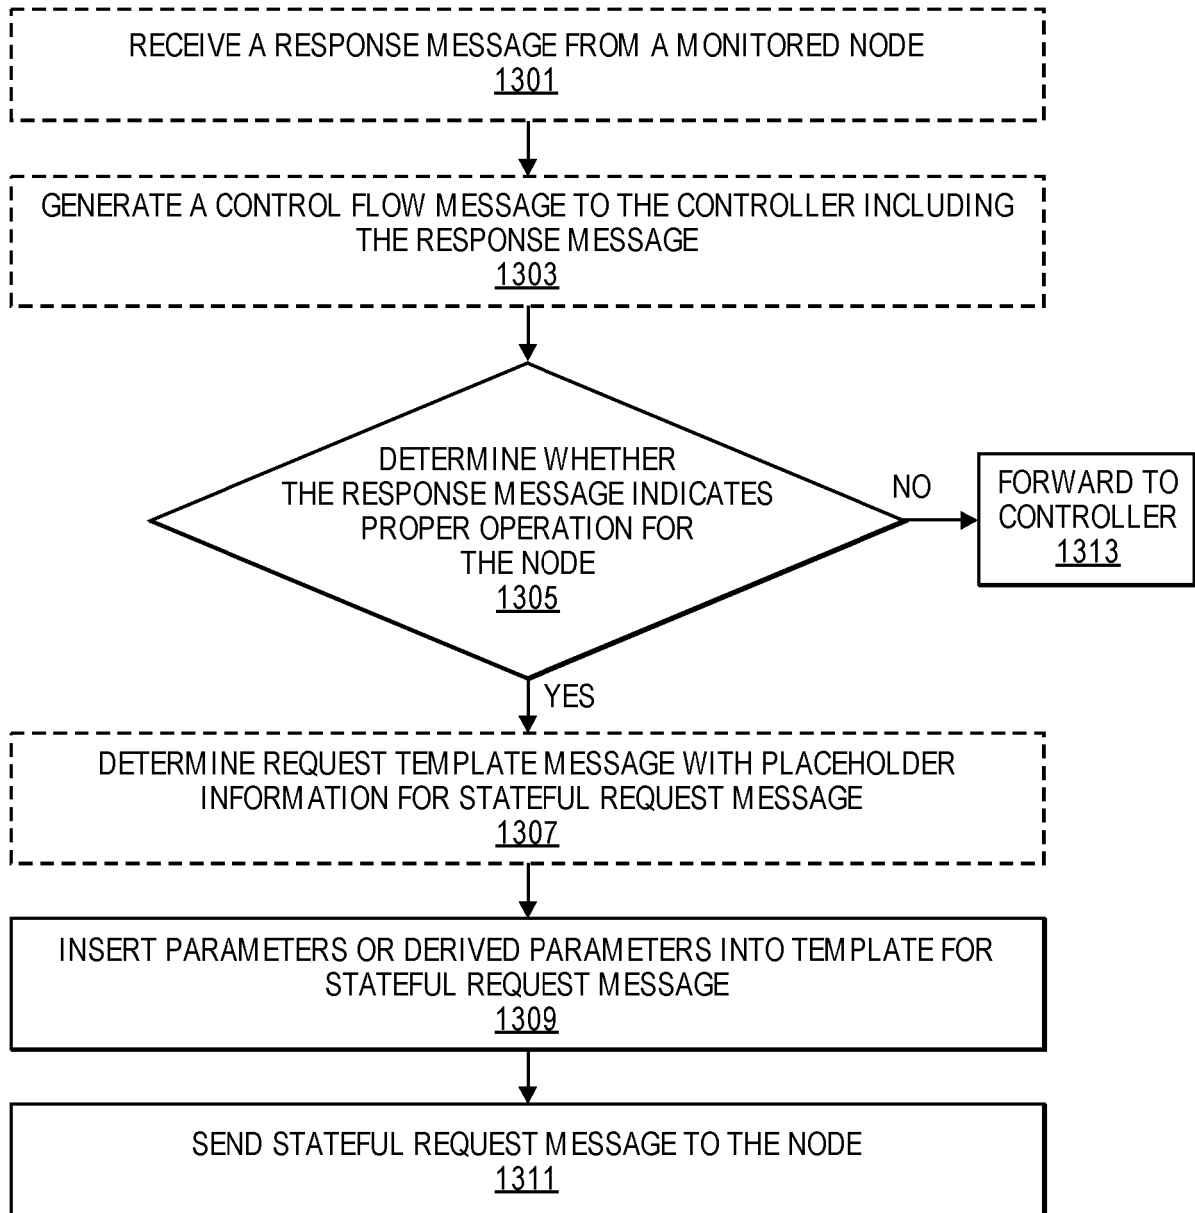 RECEIVE A RESPONSE MESSAGE FROM A MONITORED NODE
1301
GENERATE A CONTROL FLOW MESSAGE TO THE CONTROLLER INCLUDING
THE RESPONSE MESSAGE
1303
DETERMINE WHETHER
THE RESPONSE MESSAGE INDICATES
PROPER OPERATION FOR
THE NODE
1305
NO
FORWARD TO
CONTROLLER
1313
YES
DETERMINE REQUEST TEMPLATE MESSAGE WITH PLACEHOLDER
INFORMATION FOR STATEFUL REQUEST MESSAGE
1307
INSERT PARAMETERS OR DERIVED PARAMETERS INTO TEMPLATE FOR
STATEFUL REQUEST MESSAGE
1309
SEND STATEFUL REQUEST MESSAGE TO THE NODE
1311